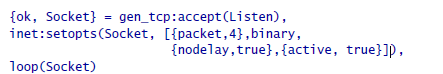 {ok, Socket} = gen_tcp:accept(Listen),
inet:setopts(Socket, [{packet,4},binary,
{nodelay,true},{active, true}]),
loop(Socket)